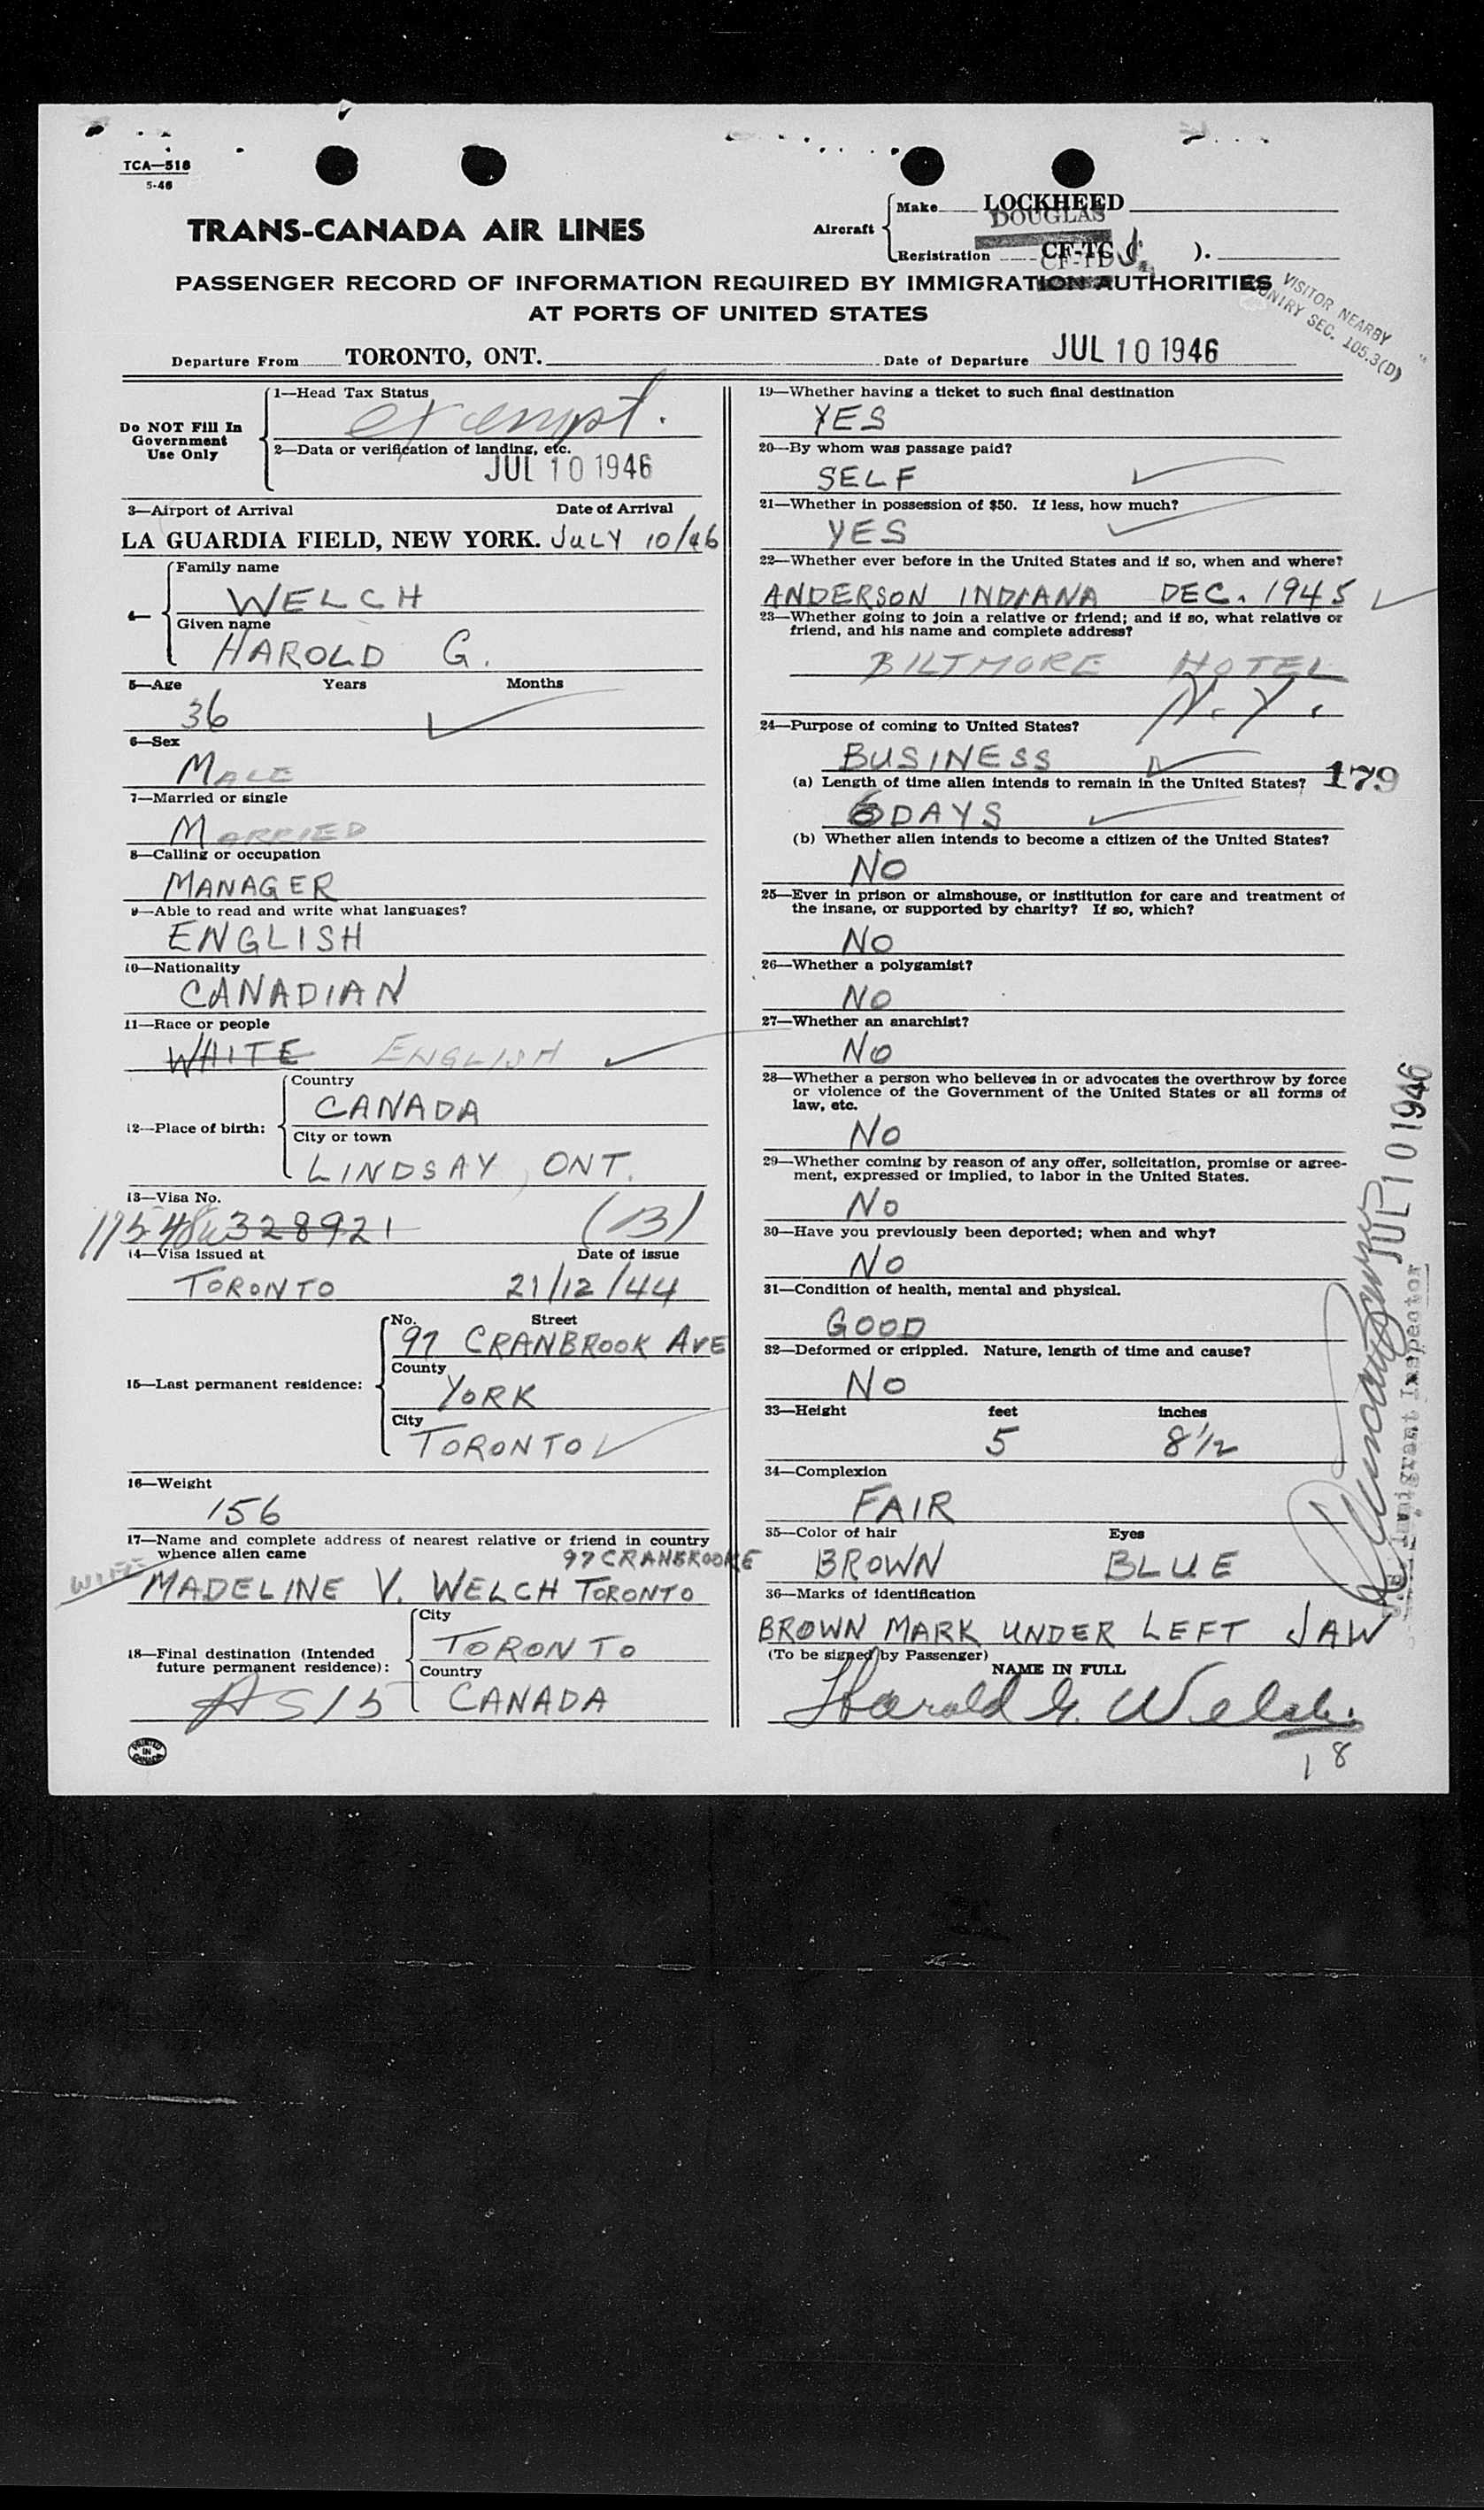 TCA—518
5-46
TRANS-CANADA AIR LINES
Aircraft
Make LOCKHEED
DOUGLAS
Registration CF-TC ( ).
PASSENGER RECORD OF INFORMATION REQUIRED BY IMMIGRATION AUTHORITIES
AT PORTS OF UNITED STATES
VISITOR NEARBY
SEC. 105.3(D)
Departure From TORONTO, ONT. Date of Departure JUL 10 1946
Do NOT Fill In
Government
Use Only
1—Head Tax Status
exempt.
2—Data or verification of landing, etc.
JUL 10 1946
3—Airport of Arrival Date of Arrival
LA GUARDIA FIELD, NEW YORK. JULY 10/46
4—
Family name
WELCH
Given name
HAROLD G.
5—Age Years Months
36
6—Sex
MALE
7—Married or single
MARRIED
8—Calling or occupation
MANAGER
9—Able to read and write what languages?
ENGLISH
10—Nationality
CANADIAN
11—Race or people
WHITE ENGLISH
12—Place of birth:
Country
CANADA
City or town
LINDSAY, ONT.
13—Visa No.
328921 (B)
14—Visa issued at Date of issue
TORONTO 21/12/44
15—Last permanent residence:
No. Street
97 CRANBROOK AVE
County
YORK
City
TORONTO
16—Weight
156
17—Name and complete address of nearest relative or friend in country
whence alien came
97 CRANBROOKE
WIFE
MADELINE V. WELCH TORONTO
18—Final destination (Intended
future permanent residence):
City
TORONTO
Country
CANADA
PRINTED
IN
CANADA
19—Whether having a ticket to such final destination
YES
20—By whom was passage paid?
SELF
21—Whether in possession of $50. If less, how much?
YES
22—Whether ever before in the United States and if so, when and where?
ANDERSON INDIANA DEC. 1945
23—Whether going to join a relative or friend; and if so, what relative or
friend, and his name and complete address?
BILTMORE HOTEL
N.Y.
24—Purpose of coming to United States?
BUSINESS
(a) Length of time alien intends to remain in the United States? 179
DAYS
(b) Whether alien intends to become a citizen of the United States?
NO
25—Ever in prison or almshouse, or institution for care and treatment of
the insane, or supported by charity? If so, which?
NO
26—Whether a polygamist?
NO
27—Whether an anarchist?
NO
28—Whether a person who believes in or advocates the overthrow by force
or violence of the Government of the United States or all forms of
law, etc.
NO
29—Whether coming by reason of any offer, solicitation, promise or agree-
ment, expressed or implied, to labor in the United States.
NO
30—Have you previously been deported; when and why?
NO
31—Condition of health, mental and physical.
GOOD
32—Deformed or crippled. Nature, length of time and cause?
NO
33—Height feet inches
5 8 1/2
34—Complexion
FAIR
35—Color of hair Eyes
BROWN BLUE
36—Marks of identification
BROWN MARK UNDER LEFT JAW
(To be signed by Passenger)
NAME IN FULL
Harold G. Welch.
18
JUL 10 1946
Immigrant Inspector